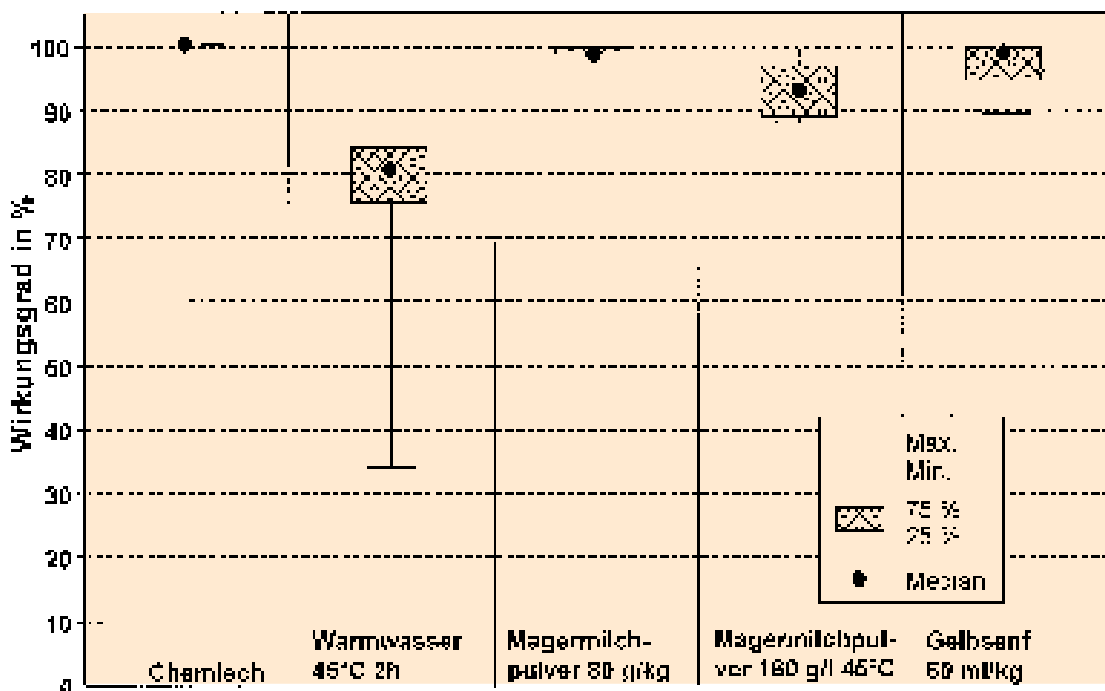 Wirkungsgrad in %
100
90
80
70
60
50
40
30
20
10
0
Max.
Min.
75 %
25 %
Median
Chemisch
Warmwasser
45°C 2h
Magermilch-
pulver 80 g/kg
Magermilchpul-
ver 160 g/l 45°C
Gelbsenf
60 ml/kg